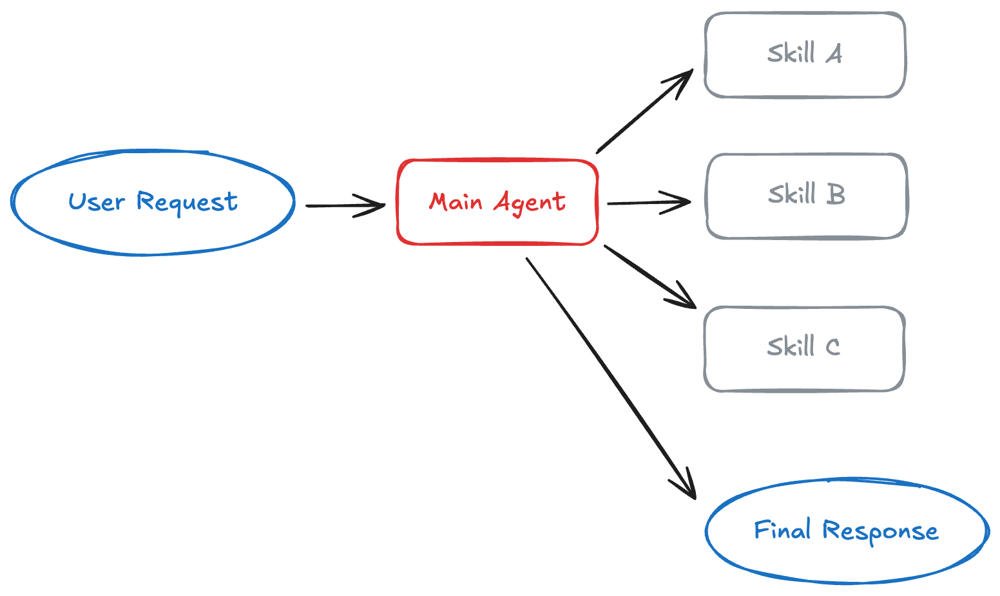 Skill A
User Request
Main Agent
Skill B
Skill C
Final Response